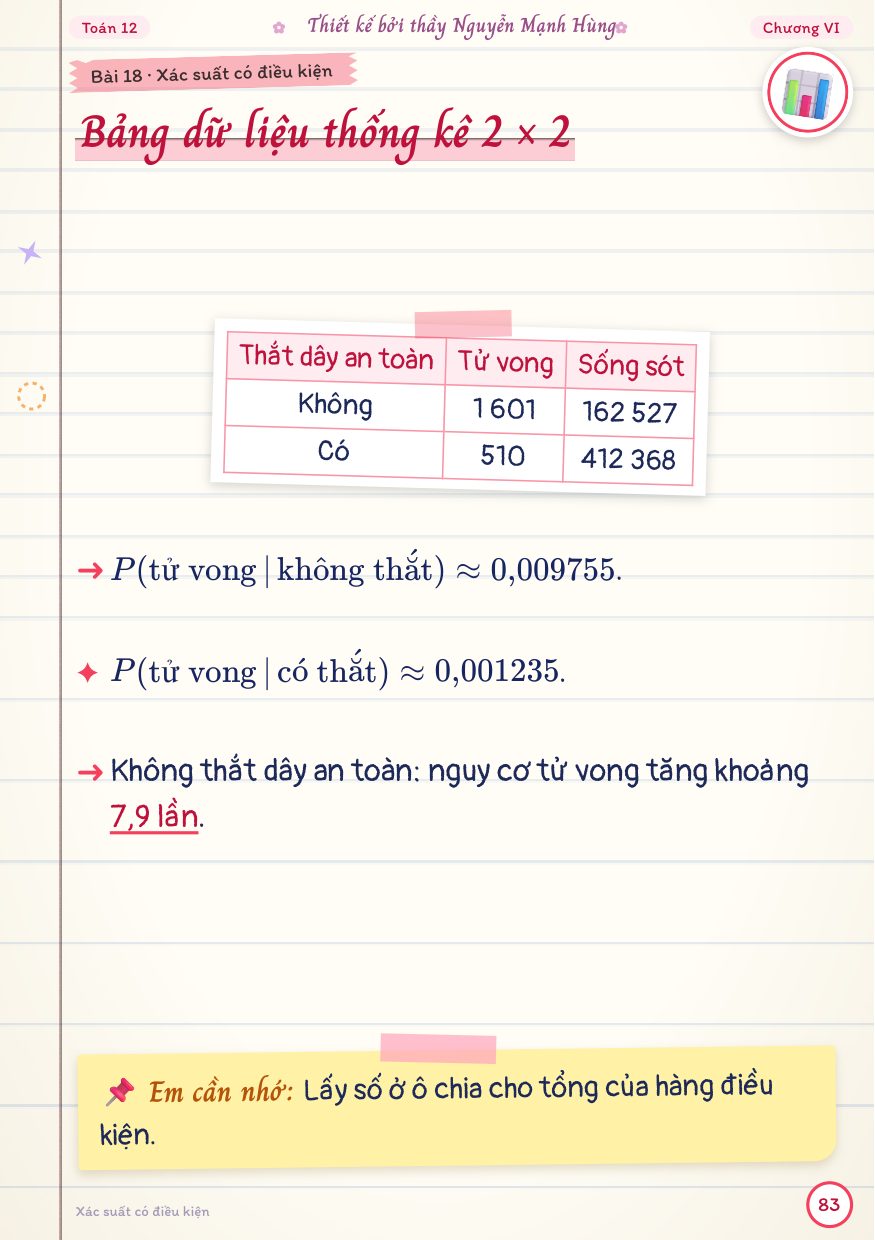 Toán 12
Thiết kế bởi thầy Nguyễn Mạnh Hùng
Chương VI
Bài 18 · Xác suất có điều kiện
Bảng dữ liệu thống kê 2 × 2
Thắt dây an toàn Tử vong Sống sót
Không 1 601 162 527
Có 510 412 368
→ P(tử vong | không thắt) ≈ 0,009755.
✦ P(tử vong | có thắt) ≈ 0,001235.
→ Không thắt dây an toàn: nguy cơ tử vong tăng khoảng
7,9 lần.
📌 Em cần nhớ: Lấy số ở ô chia cho tổng của hàng điều
kiện.
Xác suất có điều kiện
83